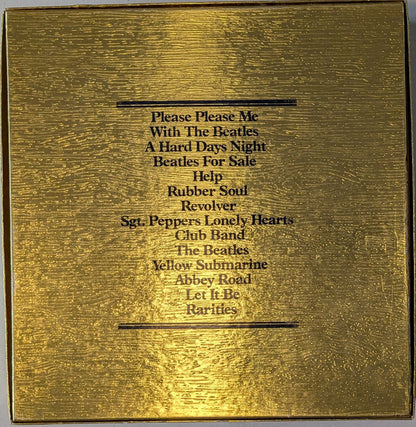 Please Please Me
With The Beatles
A Hard Days Night
Beatles For Sale
Help
Rubber Soul
Revolver
Sgt. Peppers Lonely Hearts
Club Band
The Beatles
Yellow Submarine
Abbey Road
Let It Be
Rarities